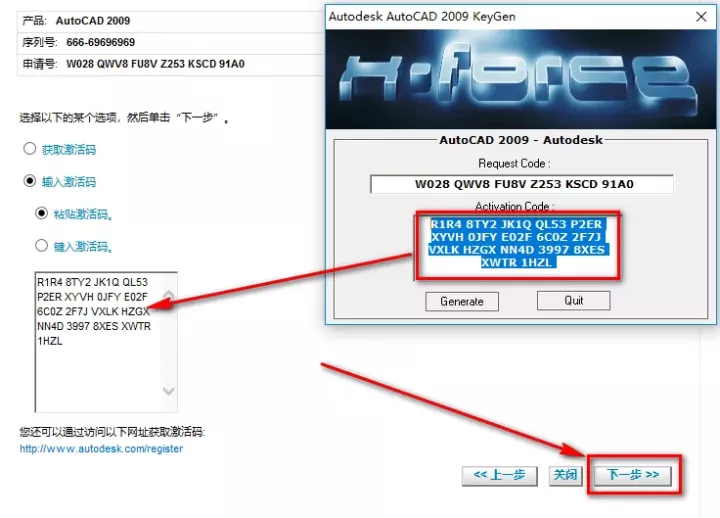 产品: AutoCAD 2009
序列号: 666-69696969
申请号: W028 QWV8 FU8V Z253 KSCD 91A0
选择以下的某个选项，然后单击“下一步”。
获取激活码
输入激活码
粘贴激活码。
键入激活码。
R1R4 8TY2 JK1Q QL53
P2ER XYVH 0JFY E02F
6C0Z 2F7J VXLK HZGX
NN4D 3997 8XES XWTR
1HZL
您还可以通过访问以下网址获取激活码:
http://www.autodesk.com/register
<< 上一步
关闭
下一步 >>
Autodesk AutoCAD 2009 KeyGen
X-force
AutoCAD 2009 - Autodesk
Request Code :
W028 QWV8 FU8V Z253 KSCD 91A0
Activation Code :
R1R4 8TY2 JK1Q QL53 P2ER
XYVH 0JFY E02F 6C0Z 2F7J
VXLK HZGX NN4D 3997 8XES
XWTR 1HZL
Generate
Quit